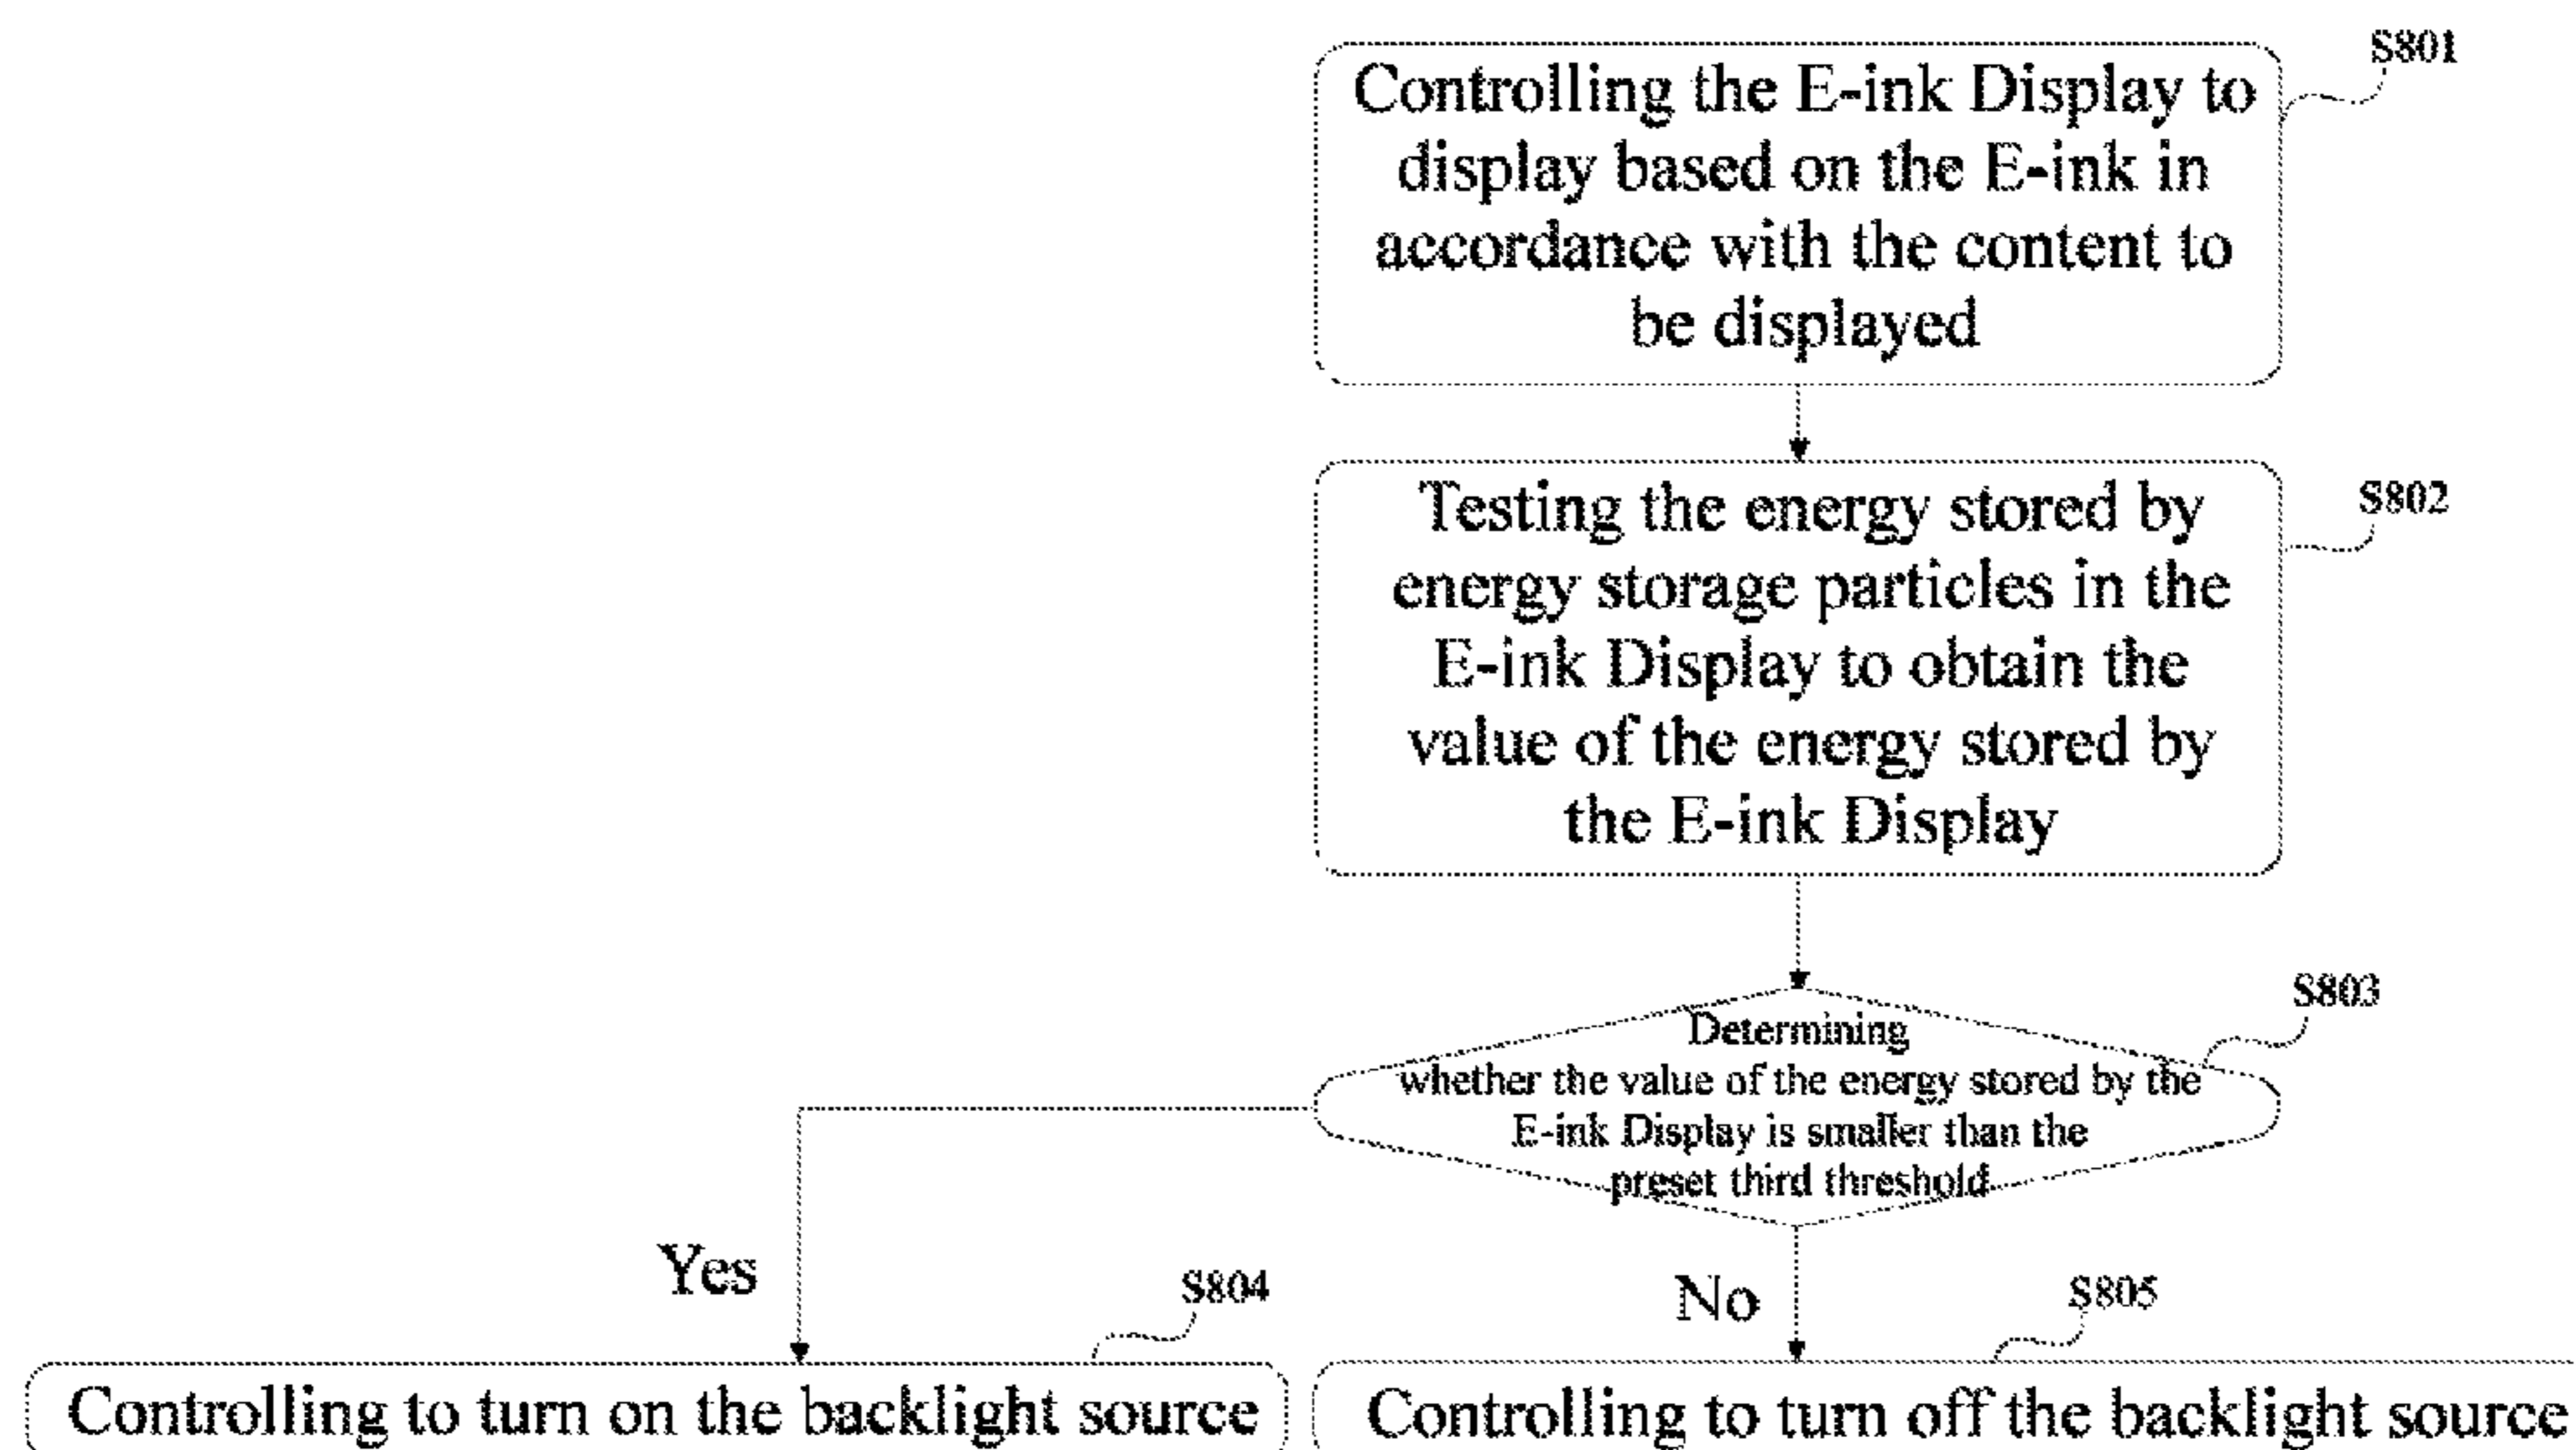 S801
Controlling the E-ink Display to
display based on the E-ink in
accordance with the content to
be displayed
S802
Testing the energy stored by
energy storage particles in the
E-ink Display to obtain the
value of the energy stored by
the E-ink Display
S803
Determining
whether the value of the energy stored by the
E-ink Display is smaller than the
preset third threshold
Yes
S804
No
S805
Controlling to turn on the backlight source
Controlling to turn off the backlight source